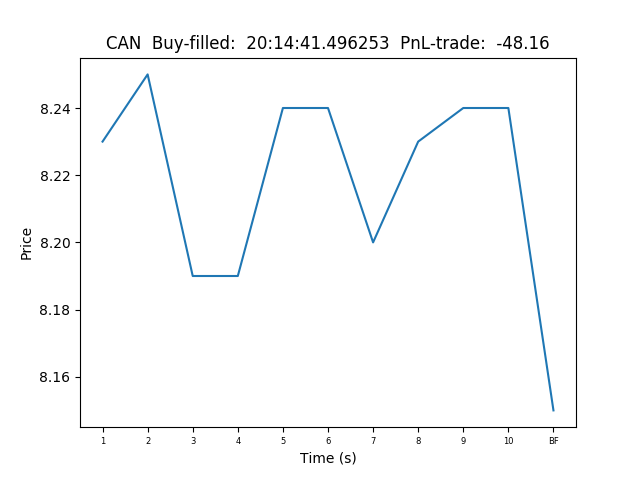 CAN  Buy-filled:  20:14:41.496253  PnL-trade:  -48.16
8.24
8.22
8.20
8.18
8.16
Price
1 2 3 4 5 6 7 8 9 10 BF
Time (s)